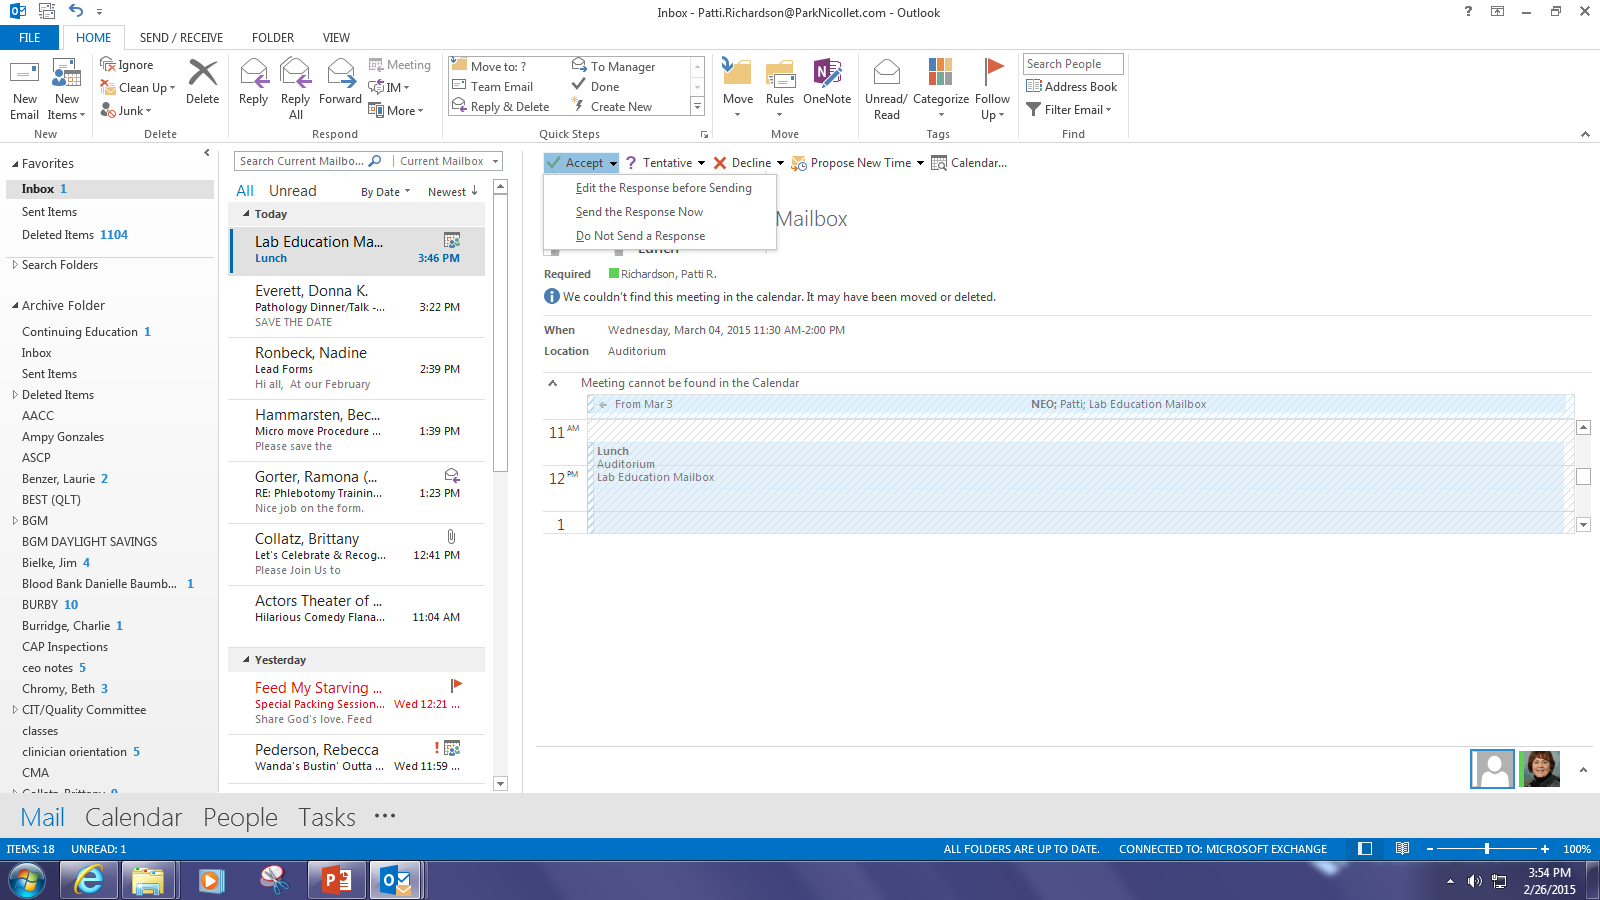 Inbox - Patti.Richardson@ParkNicollet.com - Outlook
FILE
HOME
SEND / RECEIVE
FOLDER
VIEW
New Email
New Items
New
Ignore
Clean Up
Junk
Delete
Delete
Reply
Reply All
Forward
Meeting
IM
More
Respond
Move to: ?
Team Email
Reply & Delete
To Manager
Done
Create New
Quick Steps
Move
Rules
OneNote
Move
Unread/ Read
Categorize
Follow Up
Tags
Search People
Address Book
Filter Email
Find
Favorites
Inbox 1
Sent Items
Deleted Items 1104
Search Folders
Archive Folder
Continuing Education 1
Inbox
Sent Items
Deleted Items
AACC
Ampy Gonzales
ASCP
Benzer, Laurie 2
BEST (QLT)
BGM
BGM DAYLIGHT SAVINGS
Bielke, Jim 4
Blood Bank Danielle Baumb... 1
BURBY 10
Burridge, Charlie 1
CAP Inspections
ceo notes 5
Chromy, Beth 3
CIT/Quality Committee
classes
clinician orientation 5
CMA
Search Current Mailbo...
Current Mailbox
All Unread
By Date
Newest
Today
Lab Education Ma...
Lunch 3:46 PM
Everett, Donna K.
Pathology Dinner/Talk -... 3:22 PM
SAVE THE DATE
Ronbeck, Nadine
Lead Forms 2:39 PM
Hi all, At our February
Hammarsten, Bec...
Micro move Procedure ... 1:39 PM
Please save the
Gorter, Ramona (...
RE: Phlebotomy Trainin... 1:23 PM
Nice job on the form.
Collatz, Brittany
Let's Celebrate & Recog... 12:41 PM
Please Join Us to
Actors Theater of ...
Hilarious Comedy Flana... 11:04 AM
Yesterday
Feed My Starving ...
Special Packing Session... Wed 12:21 ...
Share God's love. Feed
Pederson, Rebecca
Wanda's Bustin' Outta ... Wed 11:59 ...
Accept
Tentative
Decline
Propose New Time
Calendar...
Edit the Response before Sending
Send the Response Now
Do Not Send a Response
Mailbox
Lunch
Required Richardson, Patti R.
We couldn't find this meeting in the calendar. It may have been moved or deleted.
When Wednesday, March 04, 2015 11:30 AM-2:00 PM
Location Auditorium
Meeting cannot be found in the Calendar
From Mar 3
NEO; Patti; Lab Education Mailbox
11 AM
Lunch
Auditorium
12 PM
Lab Education Mailbox
1
Mail Calendar People Tasks ...
ITEMS: 18 UNREAD: 1
ALL FOLDERS ARE UP TO DATE.
CONNECTED TO: MICROSOFT EXCHANGE
100%
3:54 PM
2/26/2015